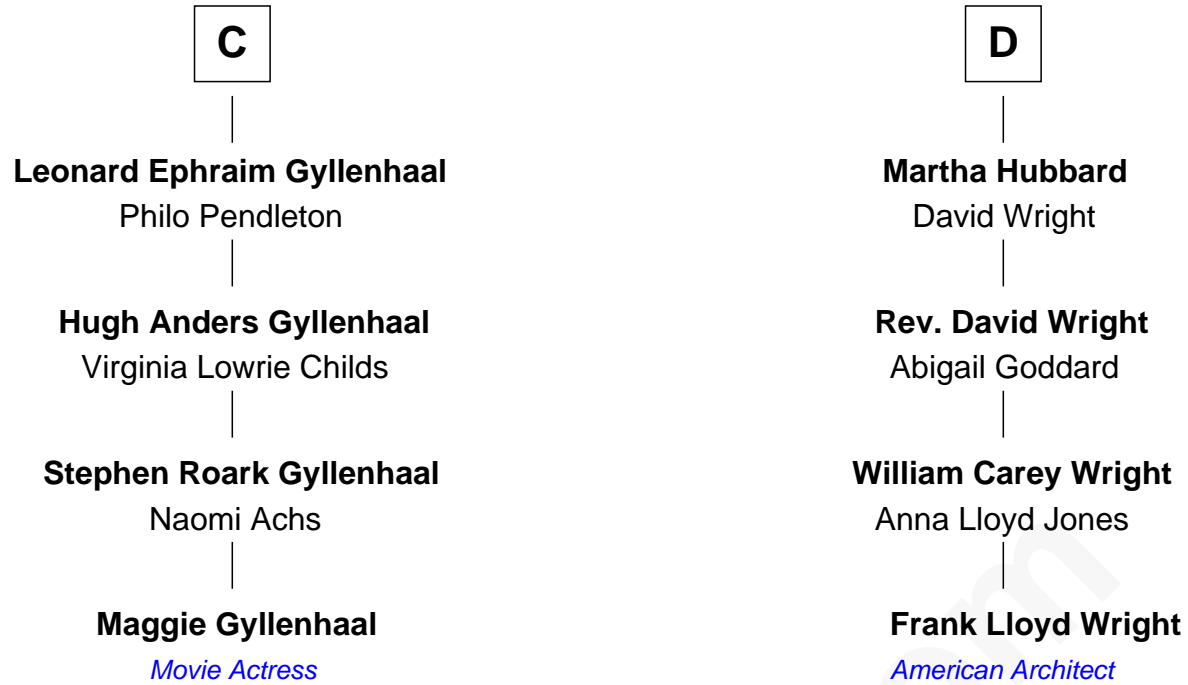 C
Leonard Ephraim Gyllenhaal
Philo Pendleton
Hugh Anders Gyllenhaal
Virginia Lowrie Childs
Stephen Roark Gyllenhaal
Naomi Achs
Maggie Gyllenhaal
Movie Actress
D
Martha Hubbard
David Wright
Rev. David Wright
Abigail Goddard
William Carey Wright
Anna Lloyd Jones
Frank Lloyd Wright
American Architect